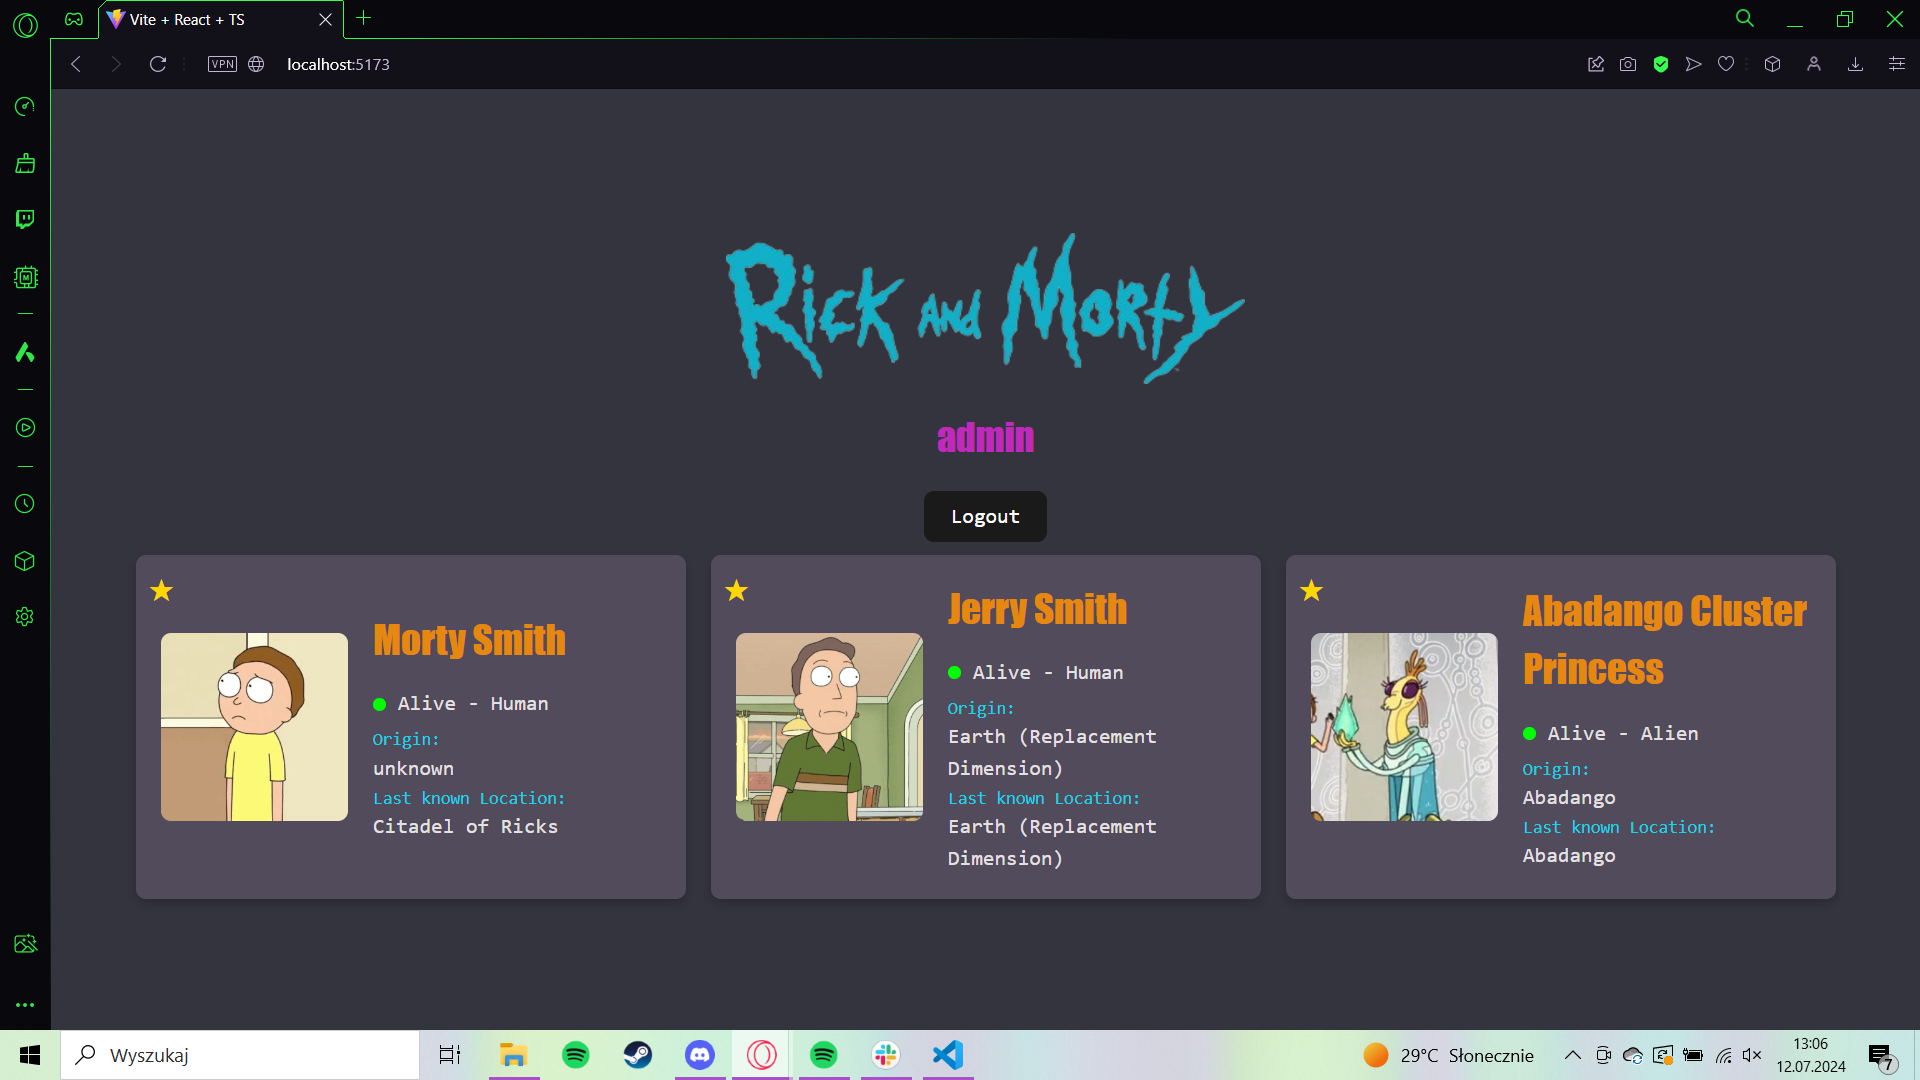 Vite + React + TS
VPN
localhost:5173
Rick and Morty
admin
Logout
Morty Smith
Alive - Human
Origin:
unknown
Last known Location:
Citadel of Ricks
Jerry Smith
Alive - Human
Origin:
Earth (Replacement
Dimension)
Last known Location:
Earth (Replacement
Dimension)
Abadango Cluster
Princess
Alive - Alien
Origin:
Abadango
Last known Location:
Abadango
Wyszukaj
29°C Słonecznie
13:06
12.07.2024
7